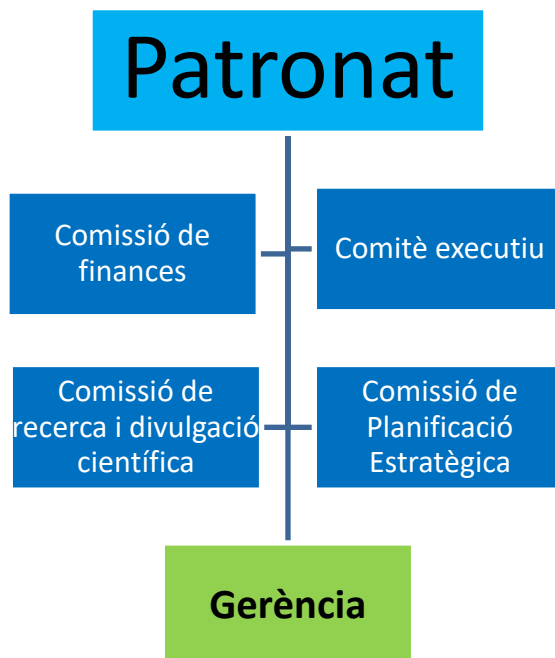 Patronat
Comissió de
finances
Comitè executiu
Comissió de
recerca i divulgació
científica
Comissió de
Planificació
Estratègica
Gerència